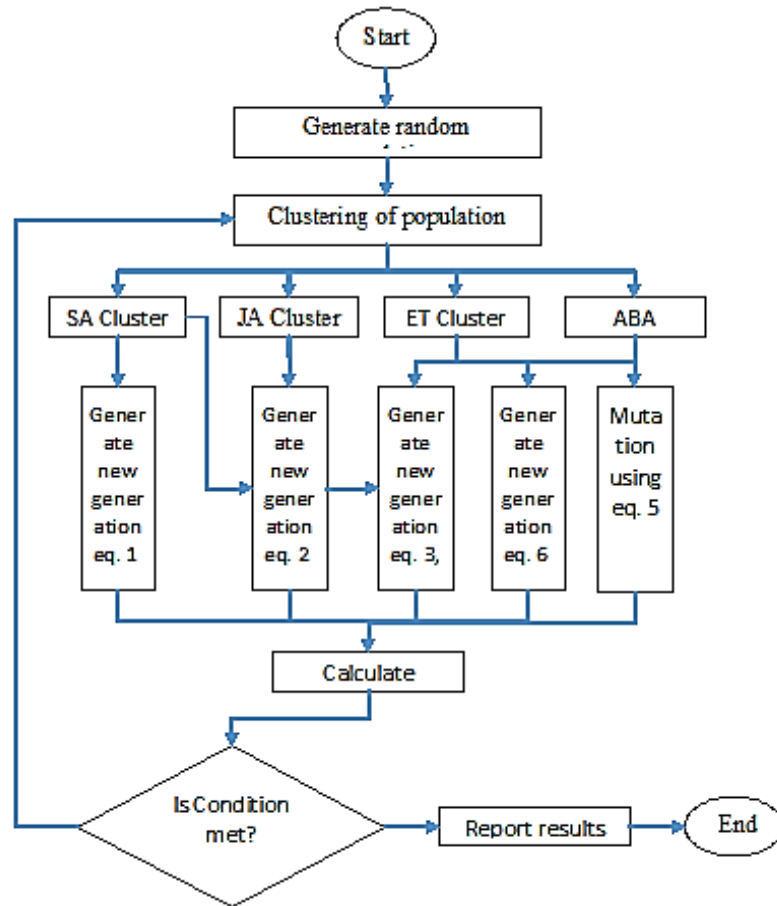 Start
Generate random
Clustering of population
SA Cluster
JA Cluster
ET Cluster
ABA
Gener
ate
new
gener
ation
eq. 1
Gener
ate
new
gener
ation
eq. 2
Gener
ate
new
gener
ation
eq. 3,
Gener
ate
new
gener
ation
eq. 6
Muta
tion
using
eq. 5
Calculate
Is Condition
met?
Report results
End